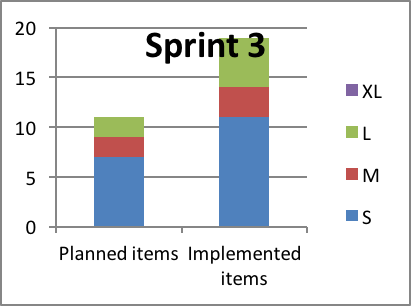 Sprint 3
20
15
10
5
0
Planned items
Implemented
items
XL
L
M
S